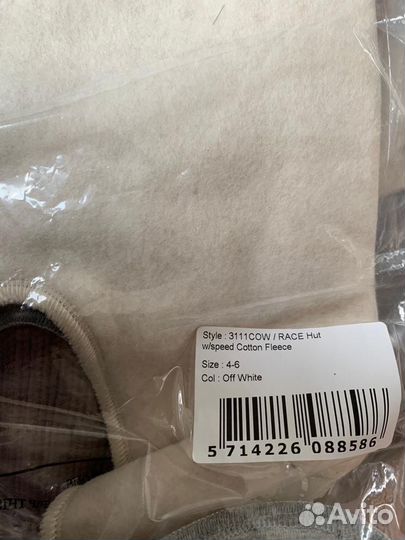 Style : 3111COW / RACE Hut
w/speed Cotton Fleece
Size : 4-6
Col : Off White
5 714226 088586
Avito